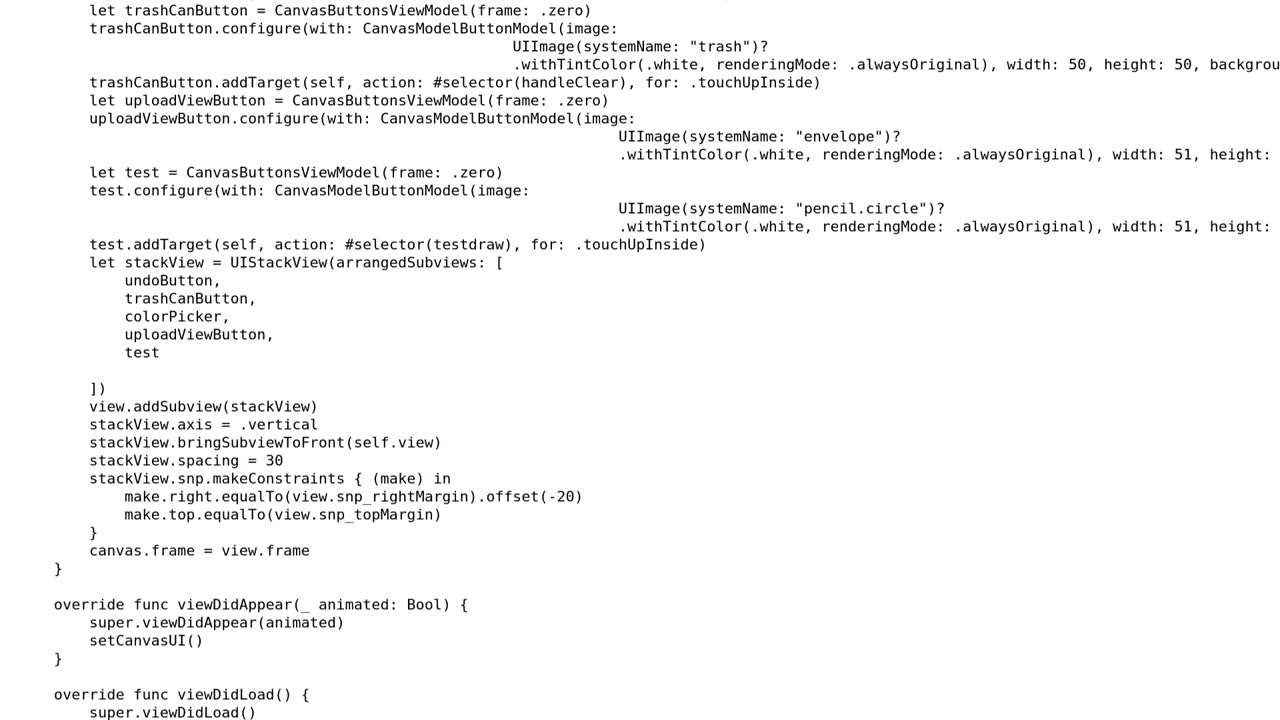 let trashCanButton = CanvasButtonsViewModel(frame: .zero)
trashCanButton.configure(with: CanvasModelButtonModel(image:
UIImage(systemName: "trash")?
.withTintColor(.white, renderingMode: .alwaysOriginal), width: 50, height: 50, backgrou
trashCanButton.addTarget(self, action: #selector(handleClear), for: .touchUpInside)
let uploadViewButton = CanvasButtonsViewModel(frame: .zero)
uploadViewButton.configure(with: CanvasModelButtonModel(image:
UIImage(systemName: "envelope")?
.withTintColor(.white, renderingMode: .alwaysOriginal), width: 51, height:
let test = CanvasButtonsViewModel(frame: .zero)
test.configure(with: CanvasModelButtonModel(image:
UIImage(systemName: "pencil.circle")?
.withTintColor(.white, renderingMode: .alwaysOriginal), width: 51, height:
test.addTarget(self, action: #selector(testdraw), for: .touchUpInside)
let stackView = UIStackView(arrangedSubviews: [
undoButton,
trashCanButton,
colorPicker,
uploadViewButton,
test
])
view.addSubview(stackView)
stackView.axis = .vertical
stackView.bringSubviewToFront(self.view)
stackView.spacing = 30
stackView.snp.makeConstraints { (make) in
make.right.equalTo(view.snp_rightMargin).offset(-20)
make.top.equalTo(view.snp_topMargin)
}
canvas.frame = view.frame
}
override func viewDidAppear(_ animated: Bool) {
super.viewDidAppear(animated)
setCanvasUI()
}
override func viewDidLoad() {
super.viewDidLoad()